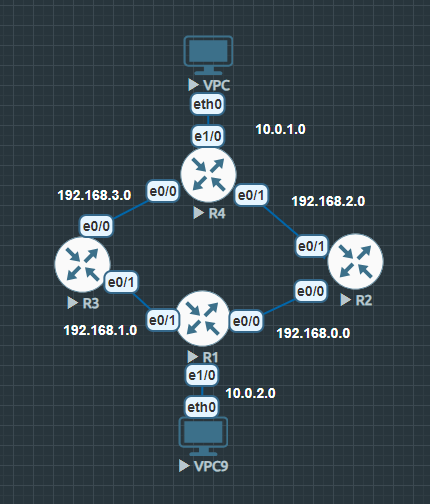 VPC
eth0
10.0.1.0
e1/0
192.168.3.0
e0/0
e0/1
192.168.2.0
R4
e0/0
e0/1
R3
e0/1
e0/0
R2
192.168.1.0
e0/1
e0/0
192.168.0.0
R1
e1/0
10.0.2.0
eth0
VPC9